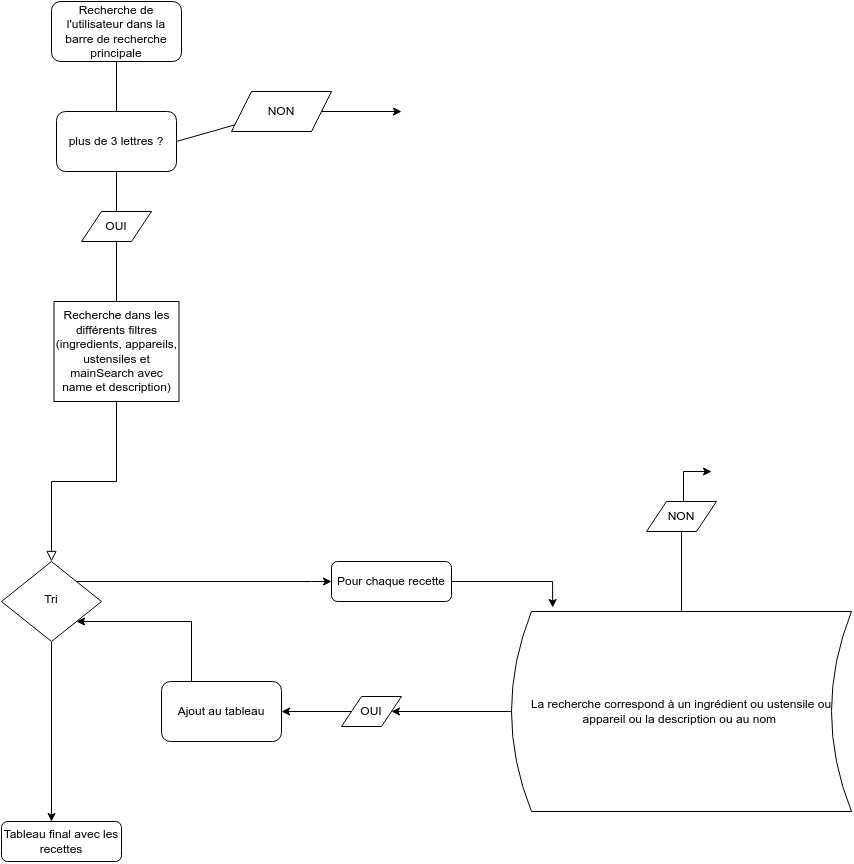 Recherche de
l'utilisateur dans la
barre de recherche
principale
NON
plus de 3 lettres ?
OUI
Recherche dans les
différents filtres
(ingredients, appareils,
ustensiles et
mainSearch avec
name et description)
NON
Pour chaque recette
Tri
La recherche correspond à un ingrédient ou ustensile ou
appareil ou la description ou au nom
OUI
Ajout au tableau
Tableau final avec les
recettes